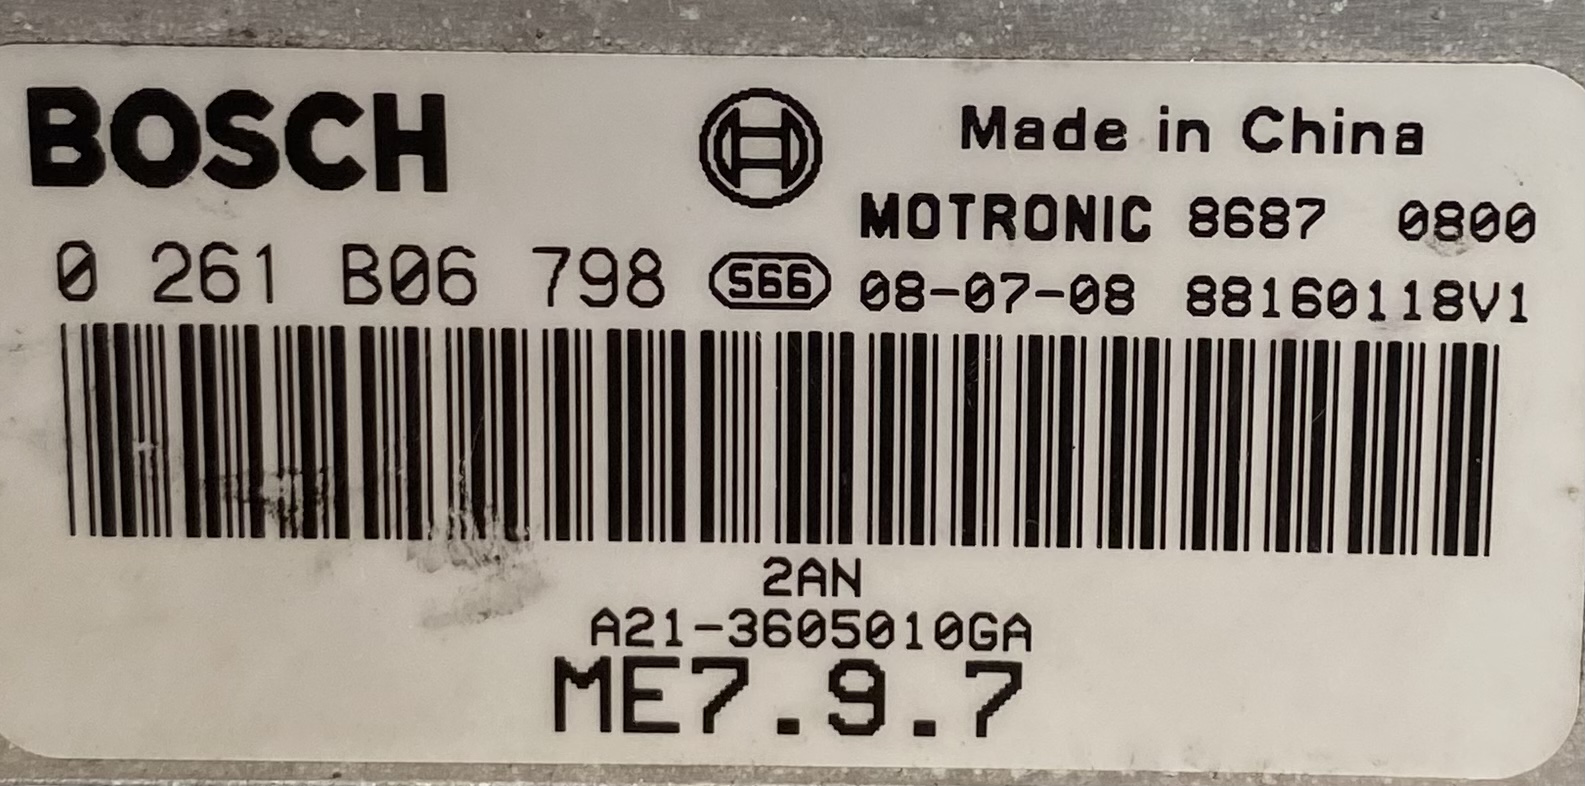 BOSCH
Made in China
MOTRONIC 8687 0800
0 261 B06 798 S66 08-07-08 88160118V1
2AN
A21-3605010GA
ME7.9.7